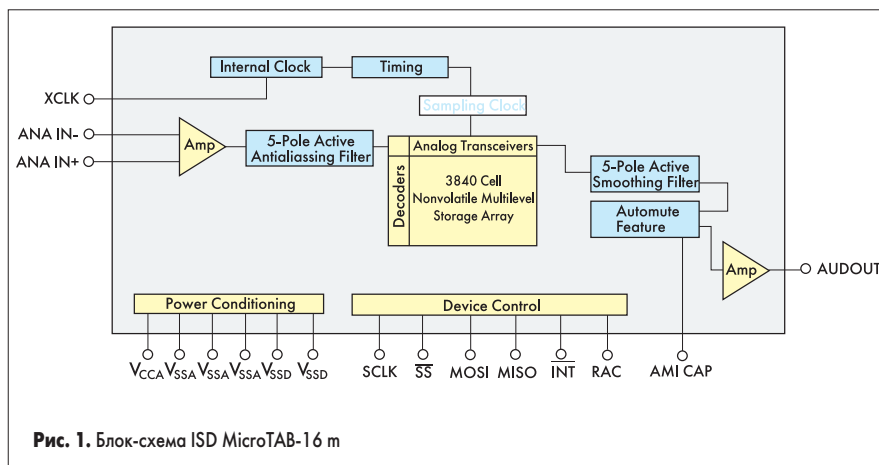 Internal Clock
Timing
XCLK
Sampling Clock
ANA IN-
ANA IN+
Amp
5-Pole Active
Antialiassing Filter
Decoders
Analog Transceivers
3840 Cell
Nonvolatile Multilevel
Storage Array
5-Pole Active
Smoothing Filter
Automute
Feature
Amp
AUDOUT
Power Conditioning
Device Control
VCCA VSSA VSSA VSSA VSSD VSSD
SCLK SS MOSI MISO INT RAC
AMI CAP
Рис. 1. Блок-схема ISD MicroTAB-16 m